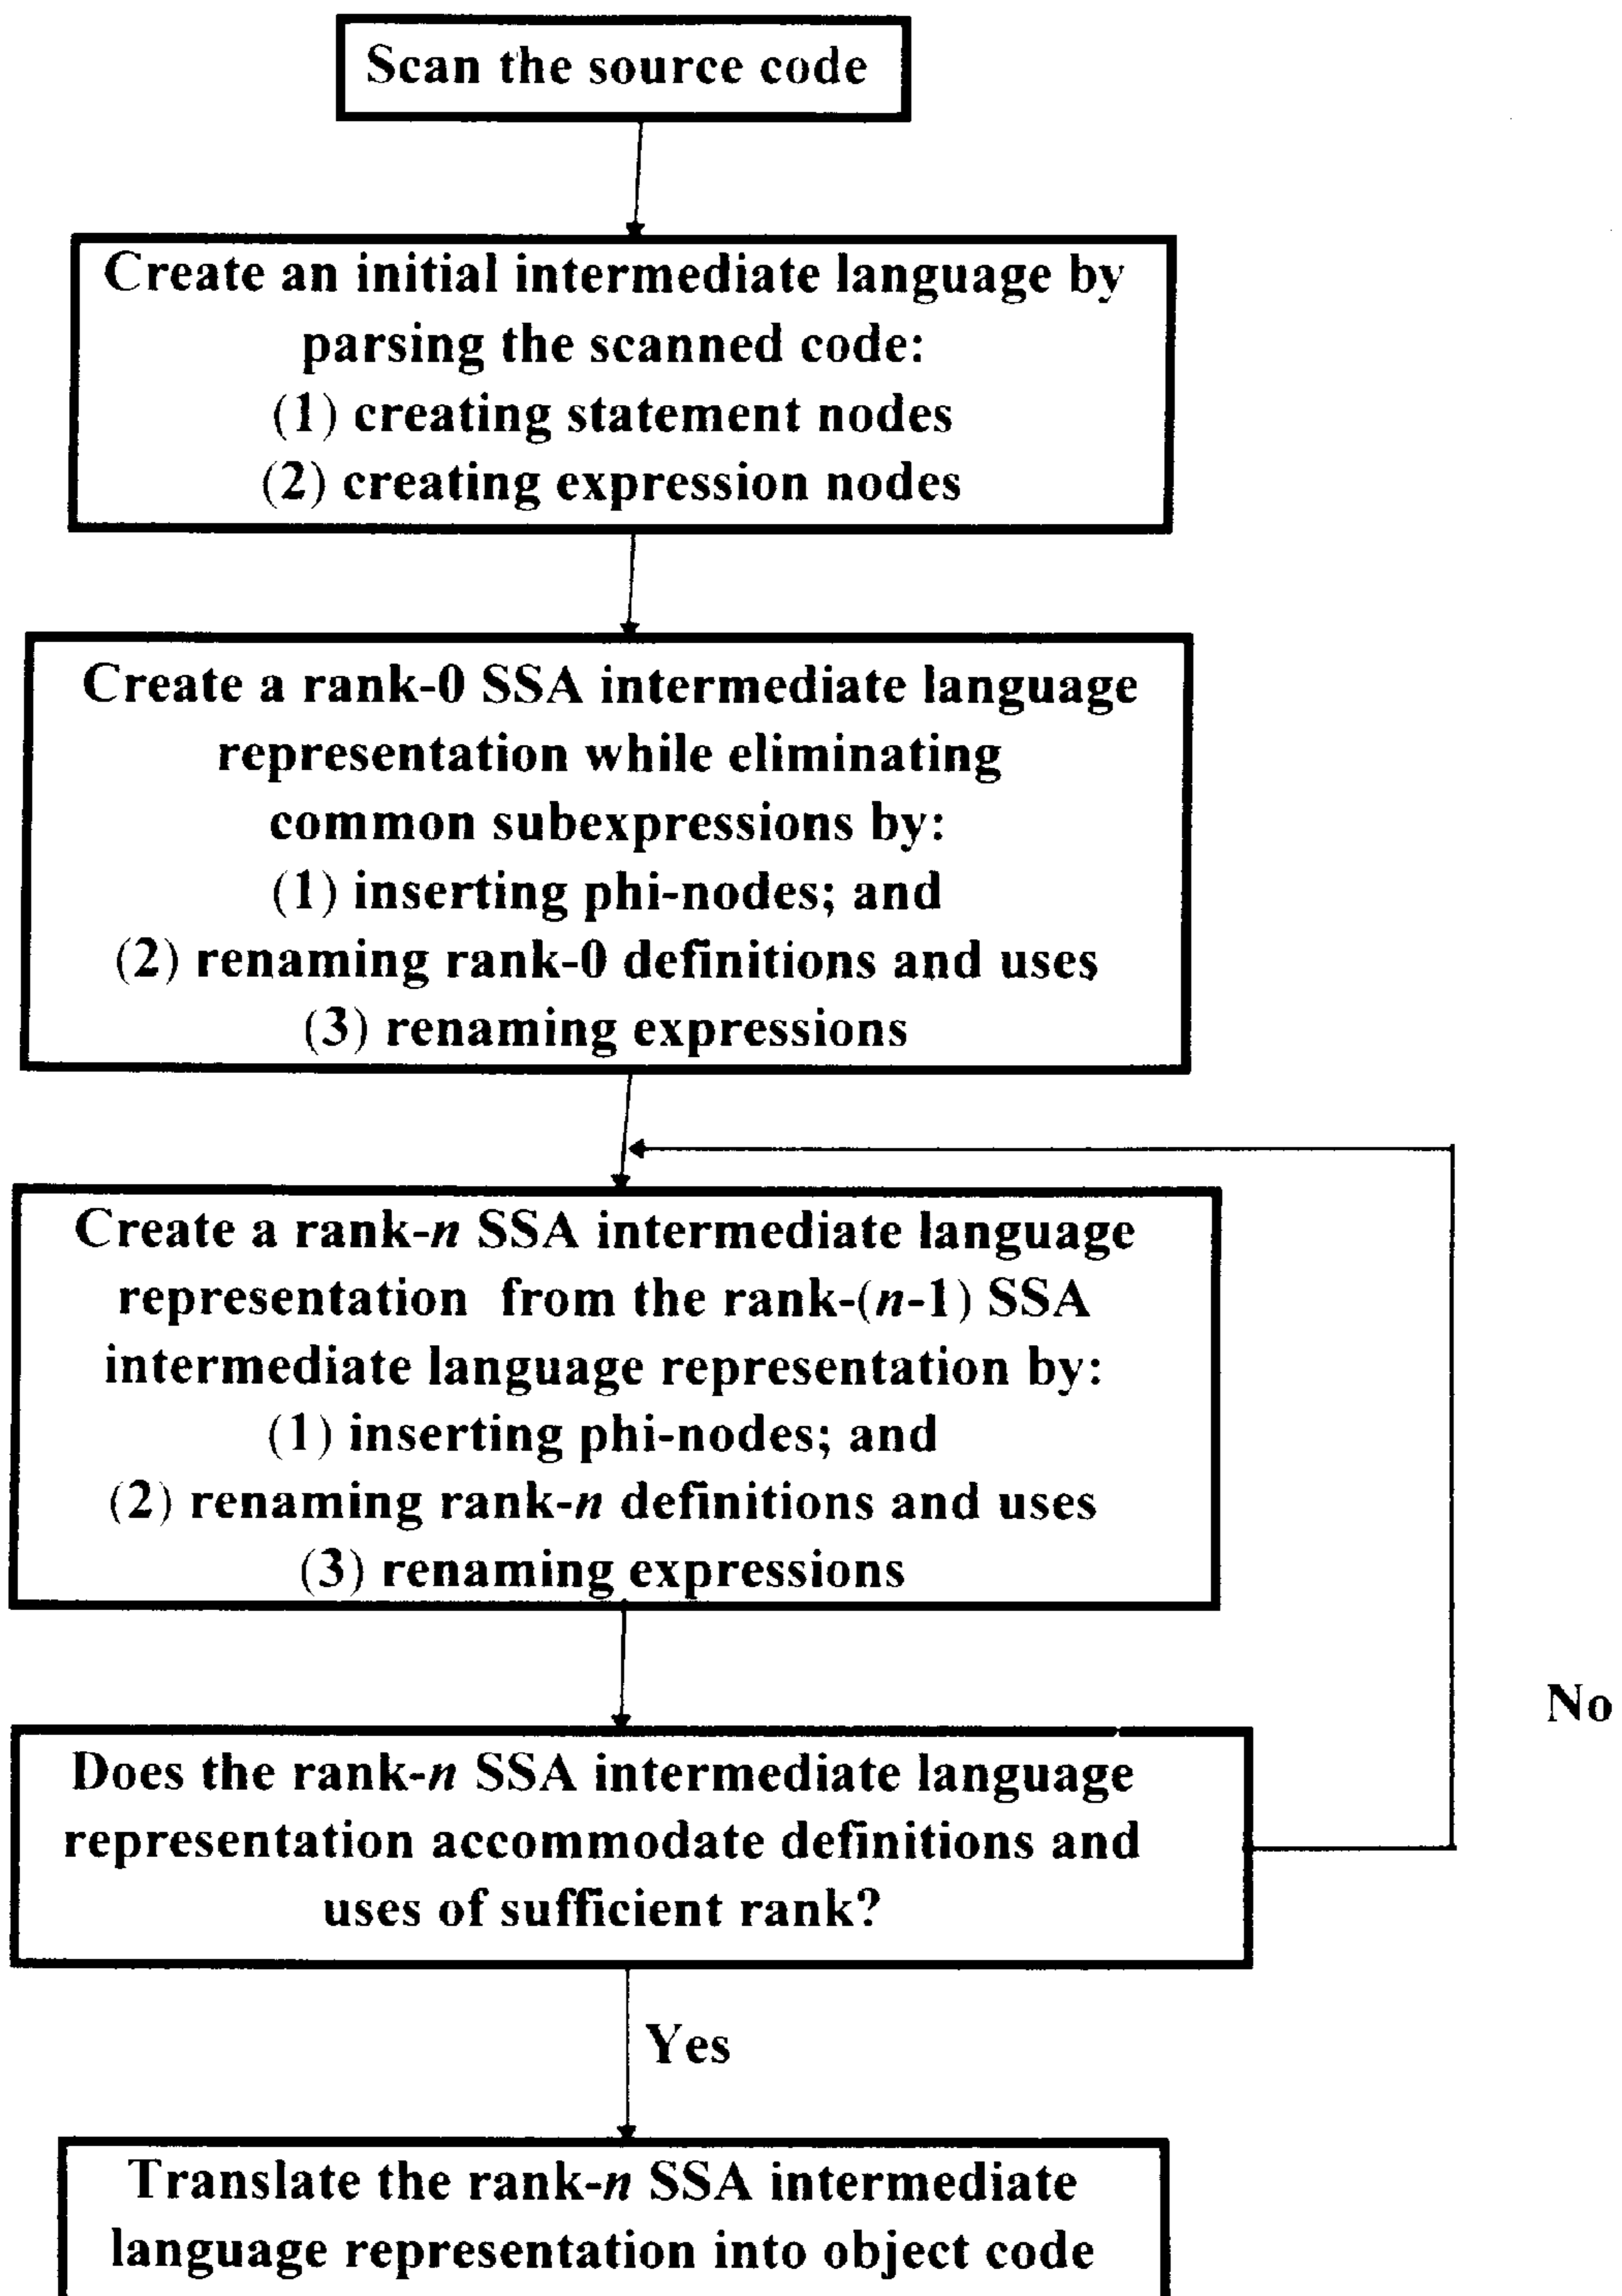 Scan the source code
Create an initial intermediate language by
parsing the scanned code:
(1) creating statement nodes
(2) creating expression nodes
Create a rank-0 SSA intermediate language
representation while eliminating
common subexpressions by:
(1) inserting phi-nodes; and
(2) renaming rank-0 definitions and uses
(3) renaming expressions
Create a rank-n SSA intermediate language
representation from the rank-(n-1) SSA
intermediate language representation by:
(1) inserting phi-nodes; and
(2) renaming rank-n definitions and uses
(3) renaming expressions
No
Does the rank-n SSA intermediate language
representation accommodate definitions and
uses of sufficient rank?
Yes
Translate the rank-n SSA intermediate
language representation into object code